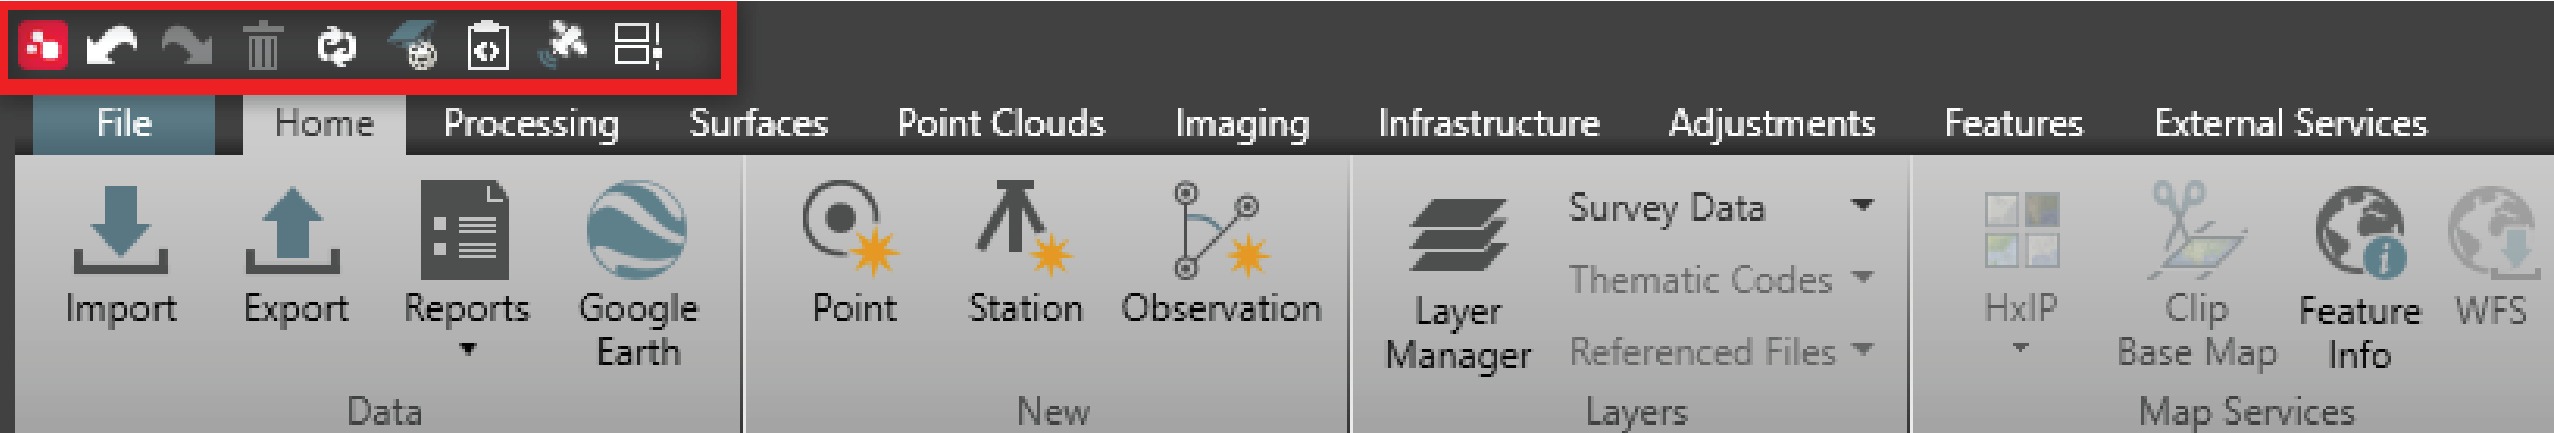 File Home Processing Surfaces Point Clouds Imaging Infrastructure Adjustments Features External Services
Import Export Reports Google Earth
Data
Point Station Observation
New
Layer Manager
Survey Data
Thematic Codes
Referenced Files
Layers
HxIP Clip Base Map Feature Info WFS
Map Services